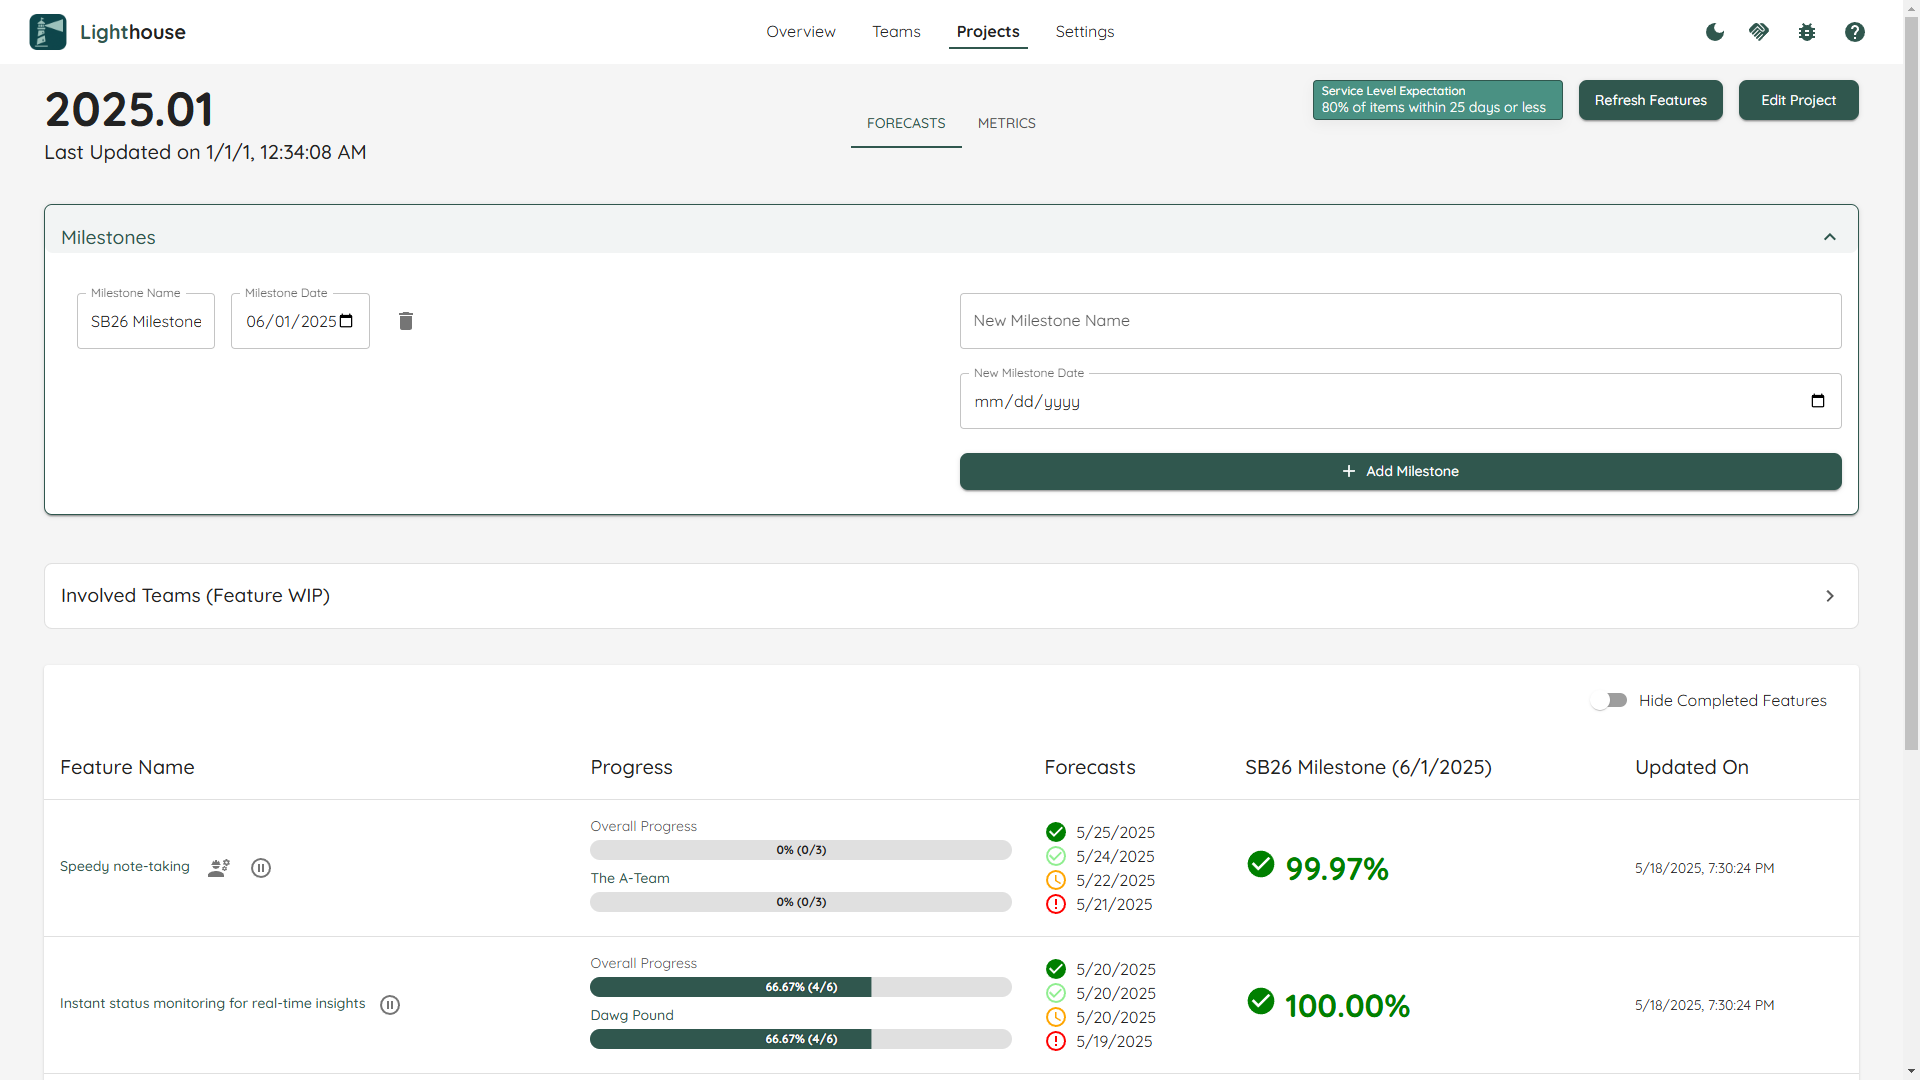 Lighthouse
Overview
Teams
Projects
Settings
2025.01
Last Updated on 1/1/1, 12:34:08 AM
FORECASTS
METRICS
Service Level Expectation
80% of items within 25 days or less
Refresh Features
Edit Project
Milestones
Milestone Name
SB26 Milestone
Milestone Date
06/01/2025
New Milestone Name
New Milestone Date
mm/dd/yyyy
Add Milestone
Involved Teams (Feature WIP)
Hide Completed Features
Feature Name
Progress
Forecasts
SB26 Milestone (6/1/2025)
Updated On
Speedy note-taking
Overall Progress
0% (0/3)
The A-Team
0% (0/3)
5/25/2025
5/24/2025
5/22/2025
5/21/2025
99.97%
5/18/2025, 7:30:24 PM
Instant status monitoring for real-time insights
Overall Progress
66.67% (4/6)
Dawg Pound
66.67% (4/6)
5/20/2025
5/20/2025
5/20/2025
5/19/2025
100.00%
5/18/2025, 7:30:24 PM